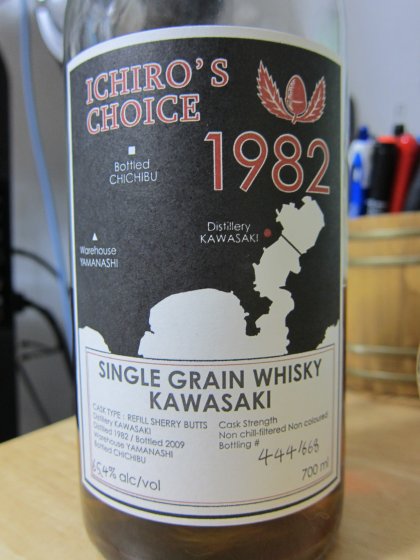 ICHIRO'S
CHOICE
1982
Bottled
CHICHIBU
Distillery
KAWASAKI
Warehouse
YAMANASHI
SINGLE GRAIN WHISKY
KAWASAKI
CASK TYPE : REFILL SHERRY BUTTS
Distillery KAWASAKI
Distilled 1982 / Bottled 2009
Warehouse YAMANASHI
Bottled CHICHIBU
65,4% alc/vol
Cask Strength
Non chill-filtered Non coloured
Bottling # 444/668
700 ml